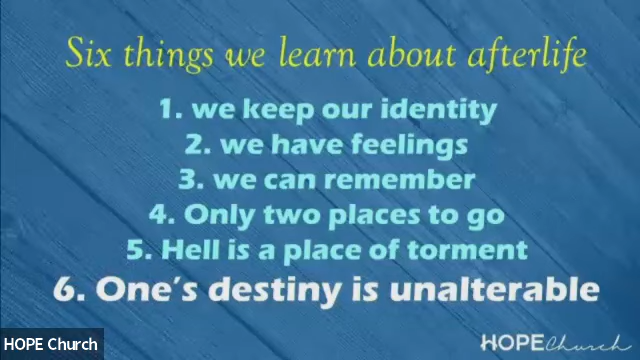 Six things we learn about afterlife
1. we keep our identity
2. we have feelings
3. we can remember
4. Only two places to go
5. Hell is a place of torment
6. One's destiny is unalterable
HOPE Church
HOPE Church